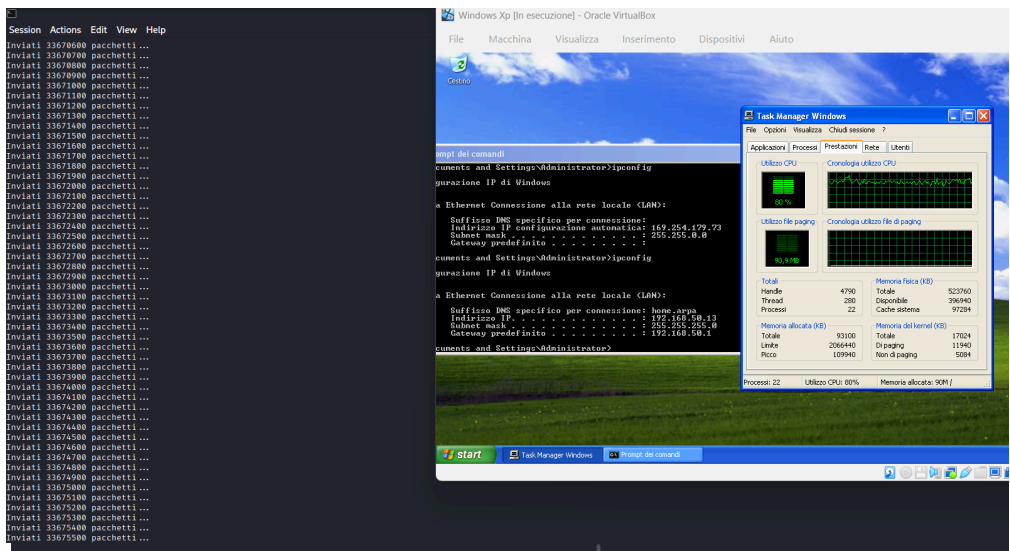 Session Actions Edit View Help
Inviati 33670600 pacchetti...
Inviati 33670700 pacchetti...
Inviati 33670800 pacchetti...
Inviati 33670900 pacchetti...
Inviati 33671000 pacchetti...
Inviati 33671100 pacchetti...
Inviati 33671200 pacchetti...
Inviati 33671300 pacchetti...
Inviati 33671400 pacchetti...
Inviati 33671500 pacchetti...
Inviati 33671600 pacchetti...
Inviati 33671700 pacchetti...
Inviati 33671800 pacchetti...
Inviati 33671900 pacchetti...
Inviati 33672000 pacchetti...
Inviati 33672100 pacchetti...
Inviati 33672200 pacchetti...
Inviati 33672300 pacchetti...
Inviati 33672400 pacchetti...
Inviati 33672500 pacchetti...
Inviati 33672600 pacchetti...
Inviati 33672700 pacchetti...
Inviati 33672800 pacchetti...
Inviati 33672900 pacchetti...
Inviati 33673000 pacchetti...
Inviati 33673100 pacchetti...
Inviati 33673200 pacchetti...
Inviati 33673300 pacchetti...
Inviati 33673400 pacchetti...
Inviati 33673500 pacchetti...
Inviati 33673600 pacchetti...
Inviati 33673700 pacchetti...
Inviati 33673800 pacchetti...
Inviati 33673900 pacchetti...
Inviati 33674000 pacchetti...
Inviati 33674100 pacchetti...
Inviati 33674200 pacchetti...
Inviati 33674300 pacchetti...
Inviati 33674400 pacchetti...
Inviati 33674500 pacchetti...
Inviati 33674600 pacchetti...
Inviati 33674700 pacchetti...
Inviati 33674800 pacchetti...
Inviati 33674900 pacchetti...
Inviati 33675000 pacchetti...
Inviati 33675100 pacchetti...
Inviati 33675200 pacchetti...
Inviati 33675300 pacchetti...
Inviati 33675400 pacchetti...
Inviati 33675500 pacchetti...
Windows Xp [In esecuzione] - Oracle VirtualBox
File Macchina Visualizza Inserimento Dispositivi Aiuto
Cestino
ompt dei comandi
cuments and Settings\Administrator>ipconfig
gurazione IP di Windows
a Ethernet Connessione alla rete locale (LAN):
Suffisso DNS specifico per connessione:
Indirizzo IP configurazione automatica: 169.254.179.73
Subnet mask . . . . . . . . . . . . . : 255.255.0.0
Gateway predefinito . . . . . . . . . :
cuments and Settings\Administrator>ipconfig
gurazione IP di Windows
a Ethernet Connessione alla rete locale (LAN):
Suffisso DNS specifico per connessione: home.arpa
Indirizzo IP. . . . . . . . . . . . . : 192.168.50.13
Subnet mask . . . . . . . . . . . . . : 255.255.255.0
Gateway predefinito . . . . . . . . . : 192.168.50.1
cuments and Settings\Administrator>
Task Manager Windows
File Opzioni Visualizza Chiudi sessione ?
Applicazioni Processi Prestazioni Rete Utenti
Utilizzo CPU Cronologia utilizzo CPU
80 %
Utilizzo file paging Cronologia utilizzo file di paging
90,9 MB
Totali
Handle 4790
Thread 280
Processi 22
Memoria fisica (KB)
Totale 523760
Disponibile 396940
Cache sistema 97284
Memoria allocata (KB)
Totale 93100
Limite 2066440
Picco 109940
Memoria del kernel (KB)
Totale 17024
Di paging 11940
Non di paging 5084
Processi: 22 Utilizzo CPU: 80% Memoria allocata: 90M /
start Task Manager Windows Prompt dei comandi